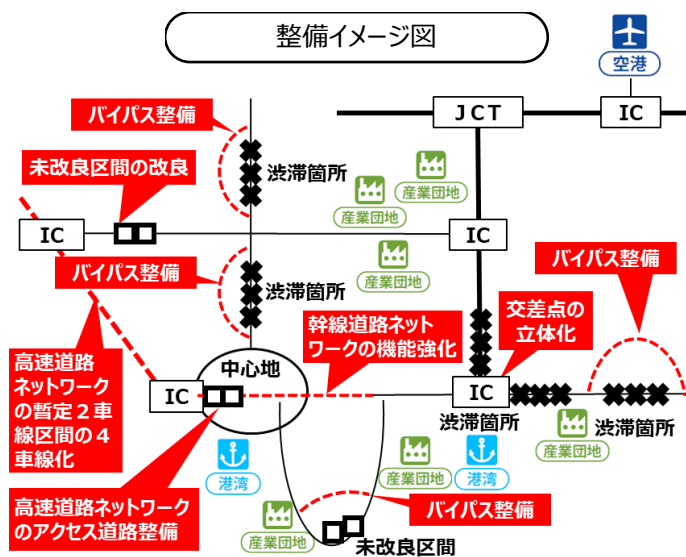 整備イメージ図
空港
バイパス整備
ＪＣＴ
IC
未改良区間の改良
渋滞箇所
産業団地
産業団地
IC
IC
産業団地
バイパス整備
バイパス整備
渋滞箇所
幹線道路ネット
ワークの機能強化
交差点の
立体化
高速道路
ネットワーク
の暫定２車
線区間の４
車線化
中心地
IC
IC
渋滞箇所
渋滞箇所
産業団地
産業団地
港湾
港湾
高速道路ネットワーク
のアクセス道路整備
バイパス整備
産業団地
未改良区間